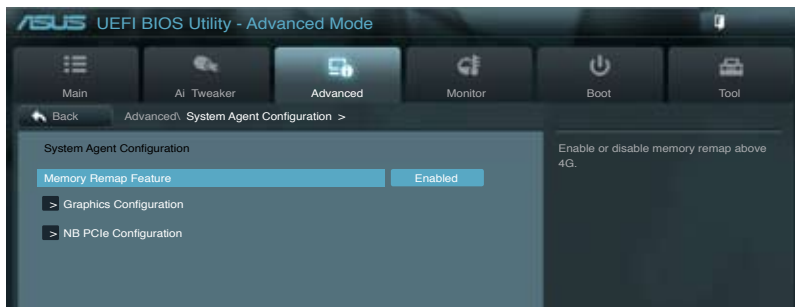 ASUS UEFI BIOS Utility - Advanced Mode
Main Ai Tweaker Advanced Monitor Boot Tool
Back Advanced\ System Agent Configuration >
System Agent Configuration
Memory Remap Feature Enabled
> Graphics Configuration
> NB PCIe Configuration
Enable or disable memory remap above
4G.